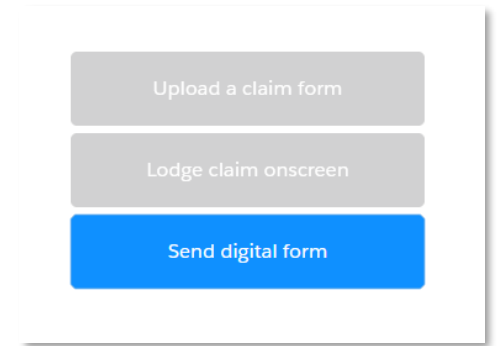 Upload a claim form
Lodge claim onscreen
Send digital form